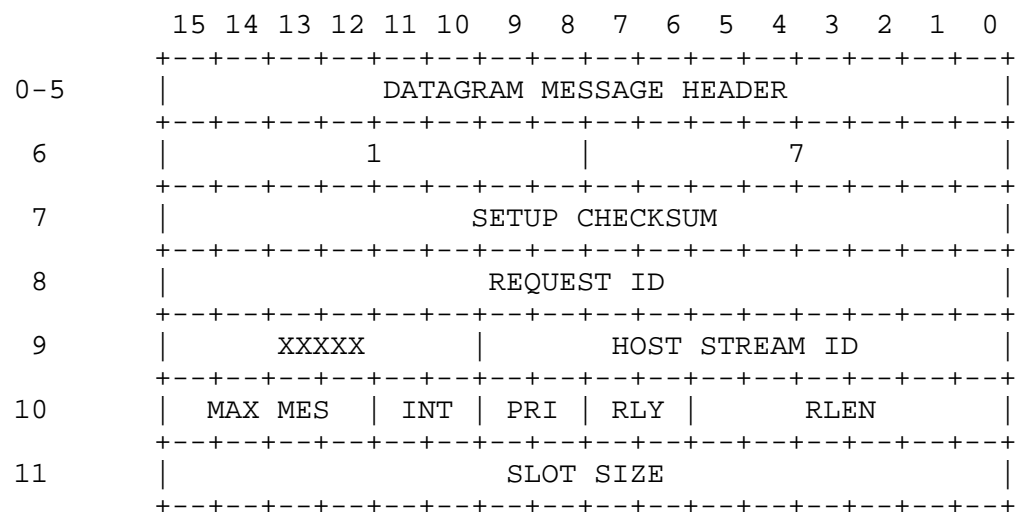 15 14 13 12 11 10 9 8 7 6 5 4 3 2 1 0
+--+--+--+--+--+--+--+--+--+--+--+--+--+--+--+--+
0-5 | DATAGRAM MESSAGE HEADER |
+--+--+--+--+--+--+--+--+--+--+--+--+--+--+--+--+
6 | 1 | 7 |
+--+--+--+--+--+--+--+--+--+--+--+--+--+--+--+--+
7 | SETUP CHECKSUM |
+--+--+--+--+--+--+--+--+--+--+--+--+--+--+--+--+
8 | REQUEST ID |
+--+--+--+--+--+--+--+--+--+--+--+--+--+--+--+--+
9 | XXXXX | HOST STREAM ID |
+--+--+--+--+--+--+--+--+--+--+--+--+--+--+--+--+
10 | MAX MES | INT | PRI | RLY | RLEN |
+--+--+--+--+--+--+--+--+--+--+--+--+--+--+--+--+
11 | SLOT SIZE |
+--+--+--+--+--+--+--+--+--+--+--+--+--+--+--+--+